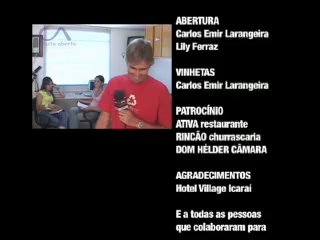 ABERTURA
Carlos Emir Larangeira
Lily Ferraz
VINHETAS
Carlos Emir Larangeira
PATROCÍNIO
ATIVA restaurante
RINCÃO churrascaria
DOM HÉLDER CÂMARA
AGRADECIMENTOS
Hotel Village Icaraí
E a todas as pessoas
que colaboraram para